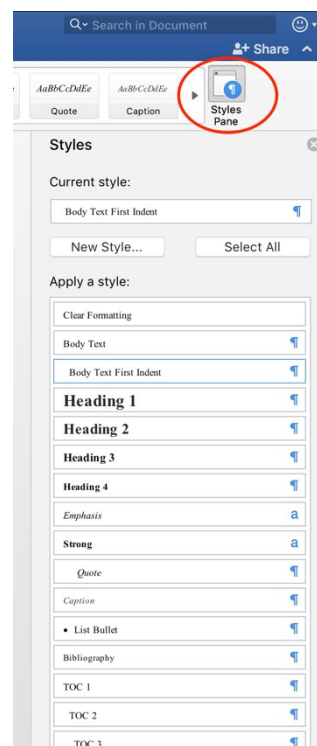 Search in Document
Share
AaBbCcDdEe AaBbCcDdEe
Quote Caption Styles Pane
Styles
Current style:
Body Text First Indent ¶
New Style... Select All
Apply a style:
Clear Formatting
Body Text ¶
Body Text First Indent ¶
Heading 1 ¶
Heading 2 ¶
Heading 3 ¶
Heading 4 ¶
Emphasis a
Strong a
Quote ¶
Caption ¶
• List Bullet ¶
Bibliography ¶
TOC 1 ¶
TOC 2 ¶
TOC 3 ¶